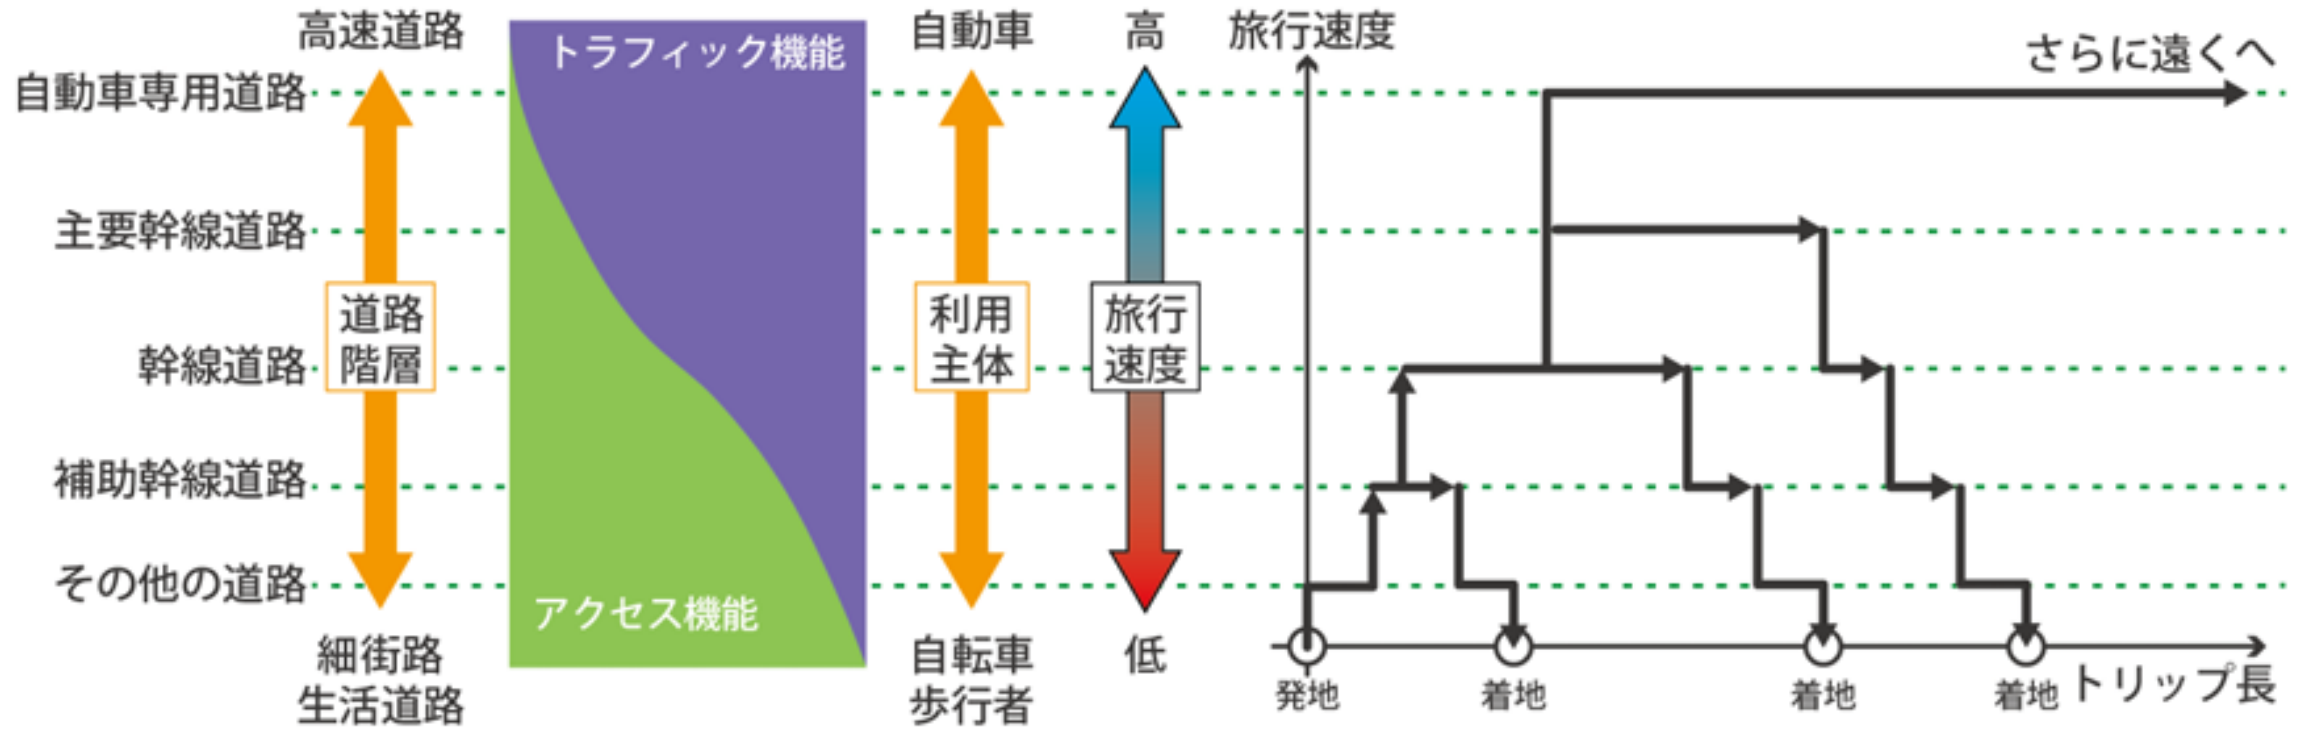 高速道路
自動車専用道路
主要幹線道路
幹線道路
補助幹線道路
その他の道路
道路
階層
細街路
生活道路
トラフィック機能
アクセス機能
自動車
利用
主体
自転車
歩行者
高
旅行
速度
低
旅行速度
さらに遠くへ
発地
着地
着地
着地
トリップ長